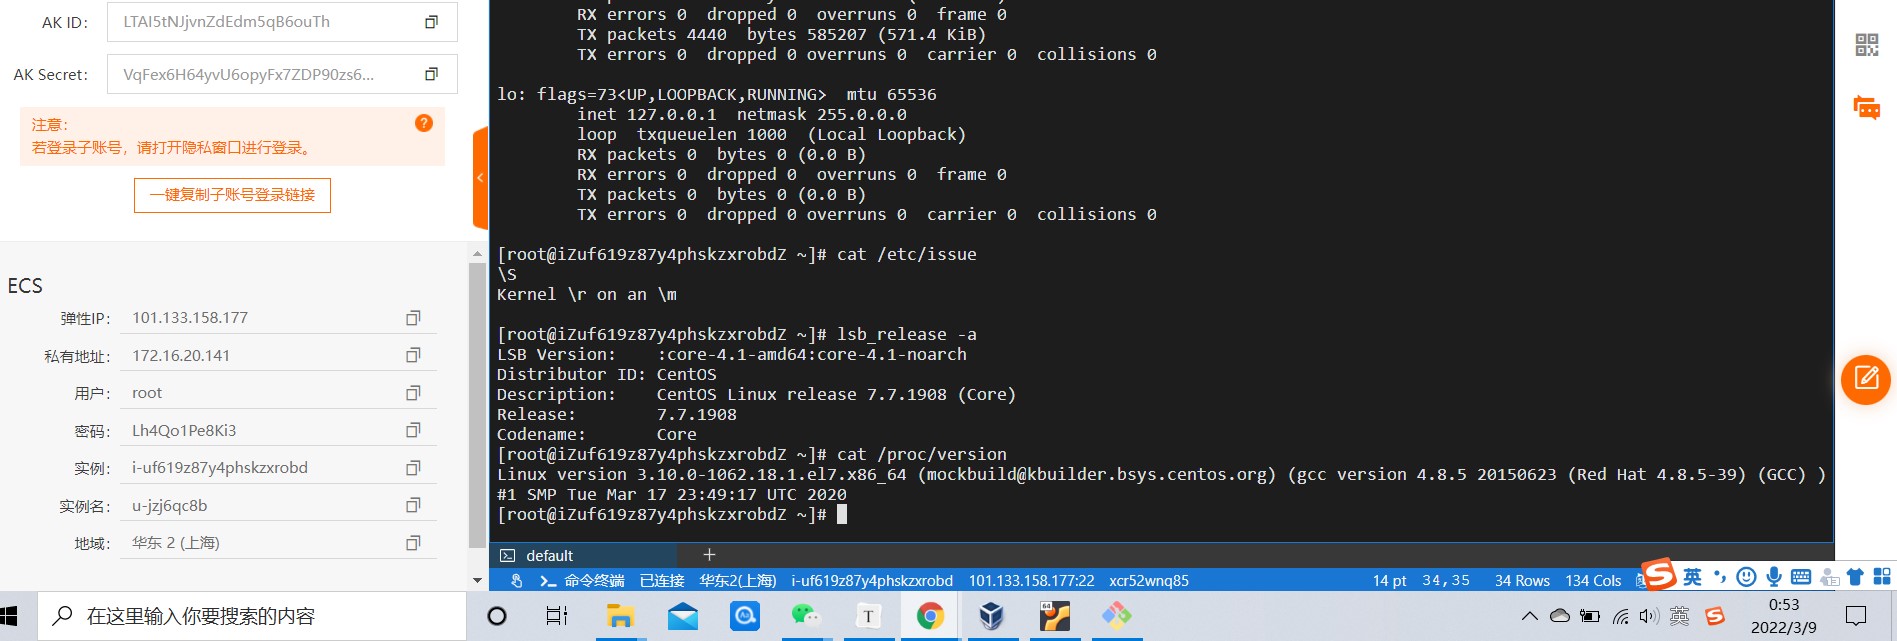 AK ID:
LTAI5tNJjvnZdEdm5qB6ouTh
AK Secret:
VqFex6H64yvU6opyFx7ZDP90zs6...
注意:
若登录子账号，请打开隐私窗口进行登录。
一键复制子账号登录链接
ECS
弹性IP:
101.133.158.177
私有地址:
172.16.20.141
用户:
root
密码:
Lh4Qo1Pe8Ki3
实例:
i-uf619z87y4phskzxrobd
实例名:
u-jzj6qc8b
地域:
华东 2 (上海)
RX errors 0  dropped 0  overruns 0  frame 0
TX packets 4440  bytes 585207 (571.4 KiB)
TX errors 0  dropped 0 overruns 0  carrier 0  collisions 0
lo: flags=73<UP,LOOPBACK,RUNNING>  mtu 65536
inet 127.0.0.1  netmask 255.0.0.0
loop  txqueuelen 1000  (Local Loopback)
RX packets 0  bytes 0 (0.0 B)
RX errors 0  dropped 0  overruns 0  frame 0
TX packets 0  bytes 0 (0.0 B)
TX errors 0  dropped 0 overruns 0  carrier 0  collisions 0
[root@iZuf619z87y4phskzxrobdZ ~]# cat /etc/issue
\S
Kernel \r on an \m
[root@iZuf619z87y4phskzxrobdZ ~]# lsb_release -a
LSB Version:    :core-4.1-amd64:core-4.1-noarch
Distributor ID: CentOS
Description:    CentOS Linux release 7.7.1908 (Core)
Release:        7.7.1908
Codename:       Core
[root@iZuf619z87y4phskzxrobdZ ~]# cat /proc/version
Linux version 3.10.0-1062.18.1.el7.x86_64 (mockbuild@kbuilder.bsys.centos.org) (gcc version 4.8.5 20150623 (Red Hat 4.8.5-39) (GCC) )
#1 SMP Tue Mar 17 23:49:17 UTC 2020
[root@iZuf619z87y4phskzxrobdZ ~]#
default
命令终端 已连接 华东2(上海) i-uf619z87y4phskzxrobd 101.133.158.177:22 xcr52wnq85
14 pt 34,35 34 Rows 134 Cols
英
在这里输入你要搜索的内容
T
64
英
0:53
2022/3/9